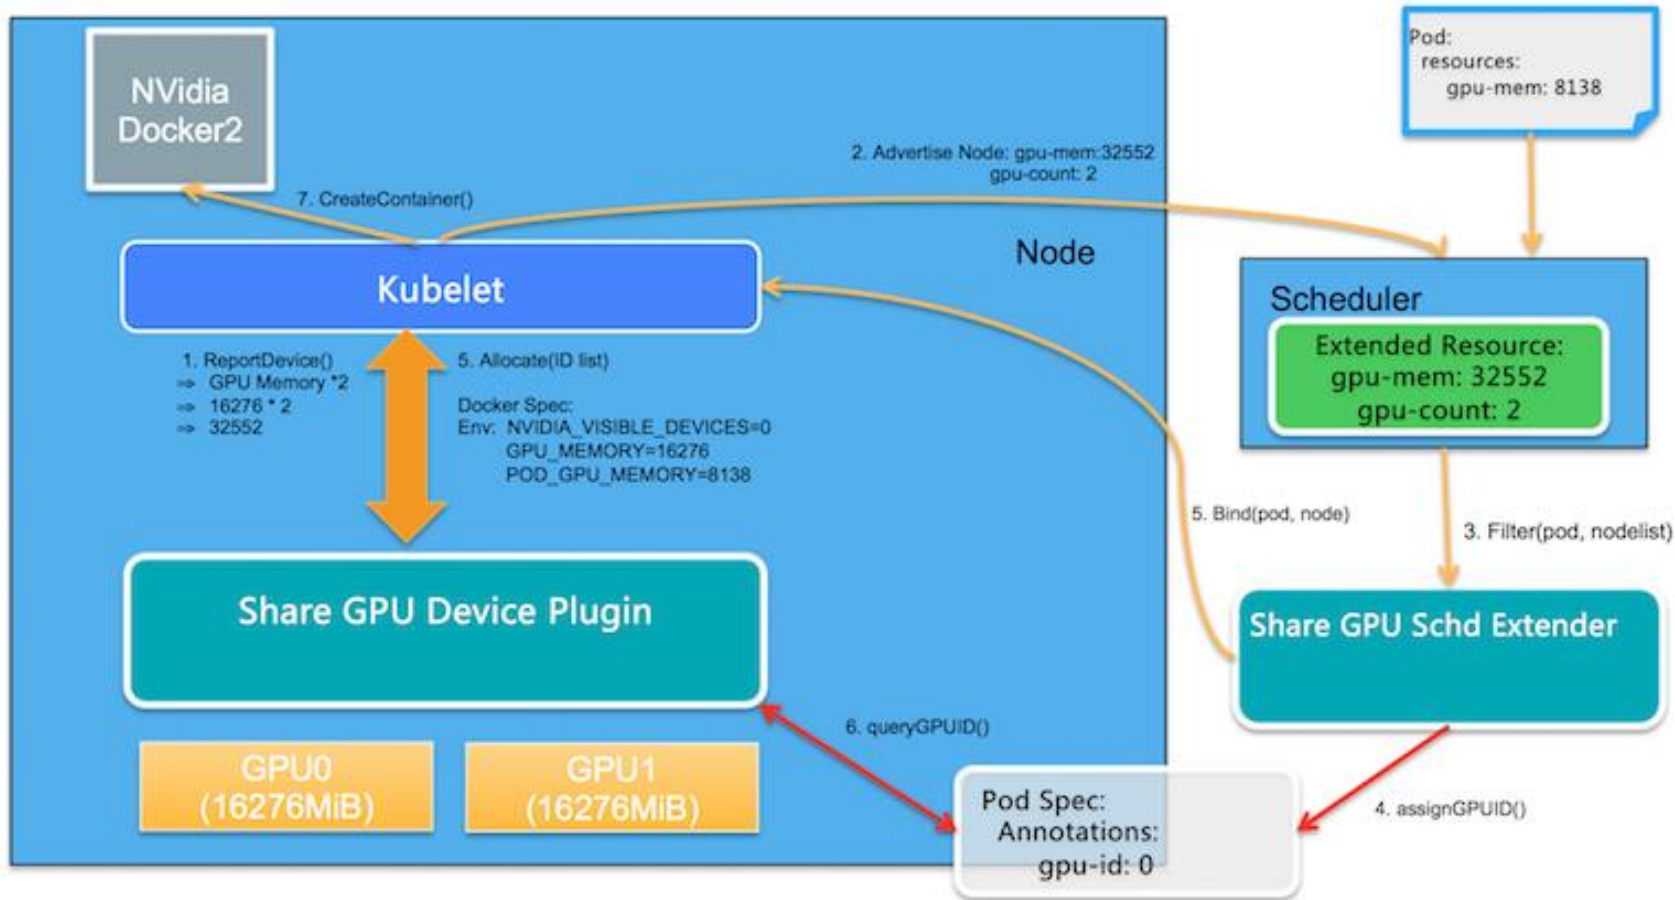 NVidia
Docker2
Pod:
resources:
gpu-mem: 8138
2. Advertise Node: gpu-mem:32552
gpu-count: 2
7. CreateContainer()
Node
Kubelet
Scheduler
Extended Resource:
gpu-mem: 32552
gpu-count: 2
1. ReportDevice()
⇒ GPU Memory *2
⇒ 16276 * 2
⇒ 32552
5. Allocate(ID list)
Docker Spec:
Env: NVIDIA_VISIBLE_DEVICES=0
GPU_MEMORY=16276
POD_GPU_MEMORY=8138
5. Bind(pod, node)
3. Filter(pod, nodelist)
Share GPU Device Plugin
Share GPU Schd Extender
6. queryGPUID()
GPU0
(16276MiB)
GPU1
(16276MiB)
Pod Spec:
Annotations:
gpu-id: 0
4. assignGPUID()